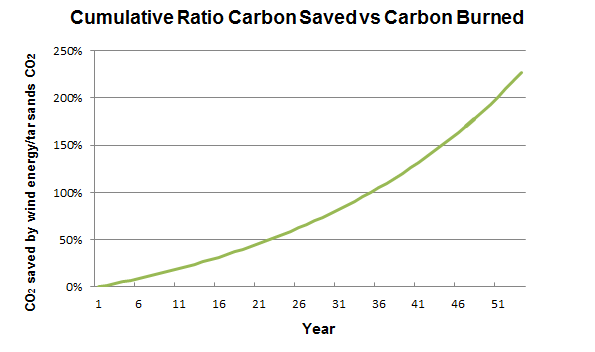 Cumulative Ratio Carbon Saved vs Carbon Burned
CO2 saved by wind energy/tar sands CO2
250%
200%
150%
100%
50%
0%
1 6 11 16 21 26 31 36 41 46 51
Year